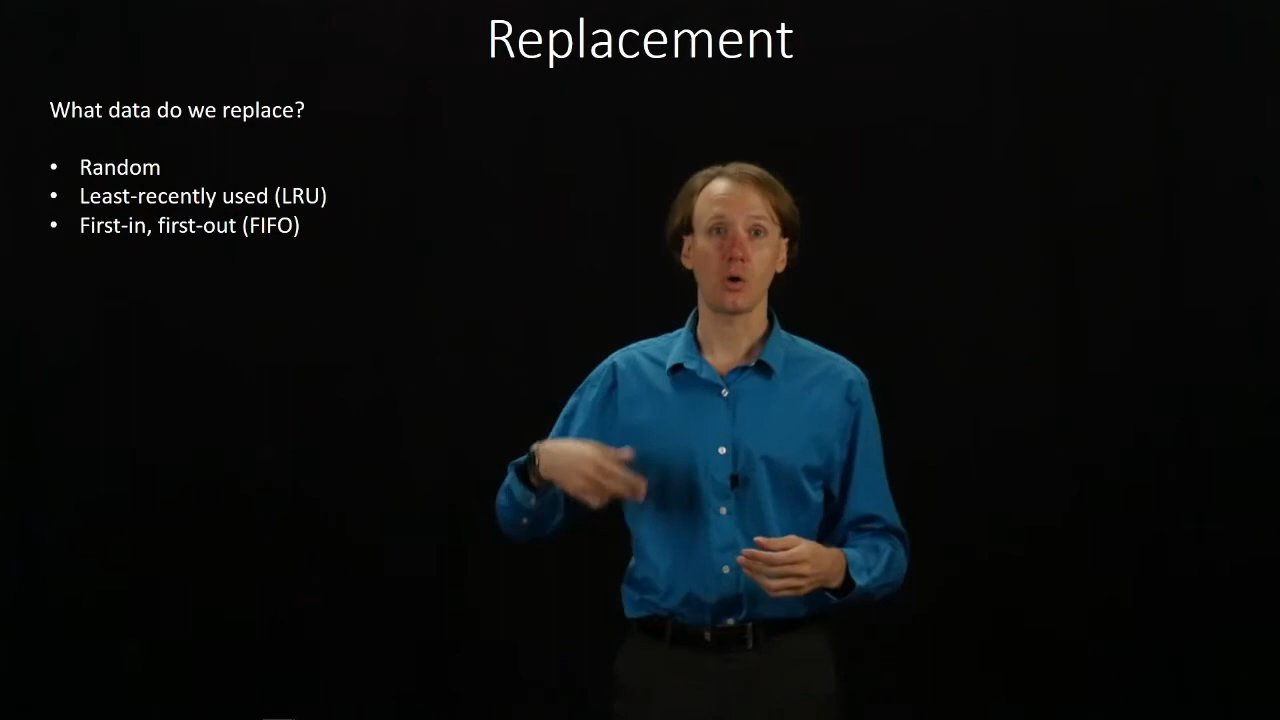 Replacement
What data do we replace?
• Random
• Least-recently used (LRU)
• First-in, first-out (FIFO)